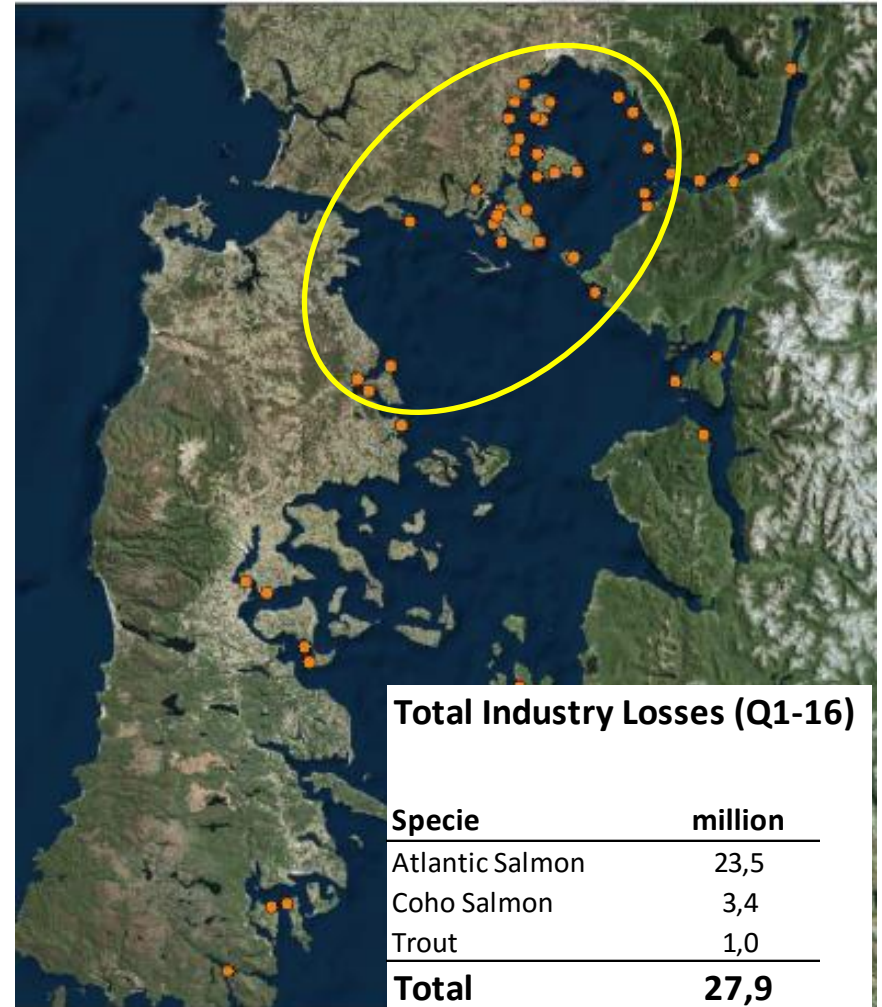 Total Industry Losses (Q1-16)
Specie million
Atlantic Salmon 23,5
Coho Salmon 3,4
Trout 1,0
Total 27,9